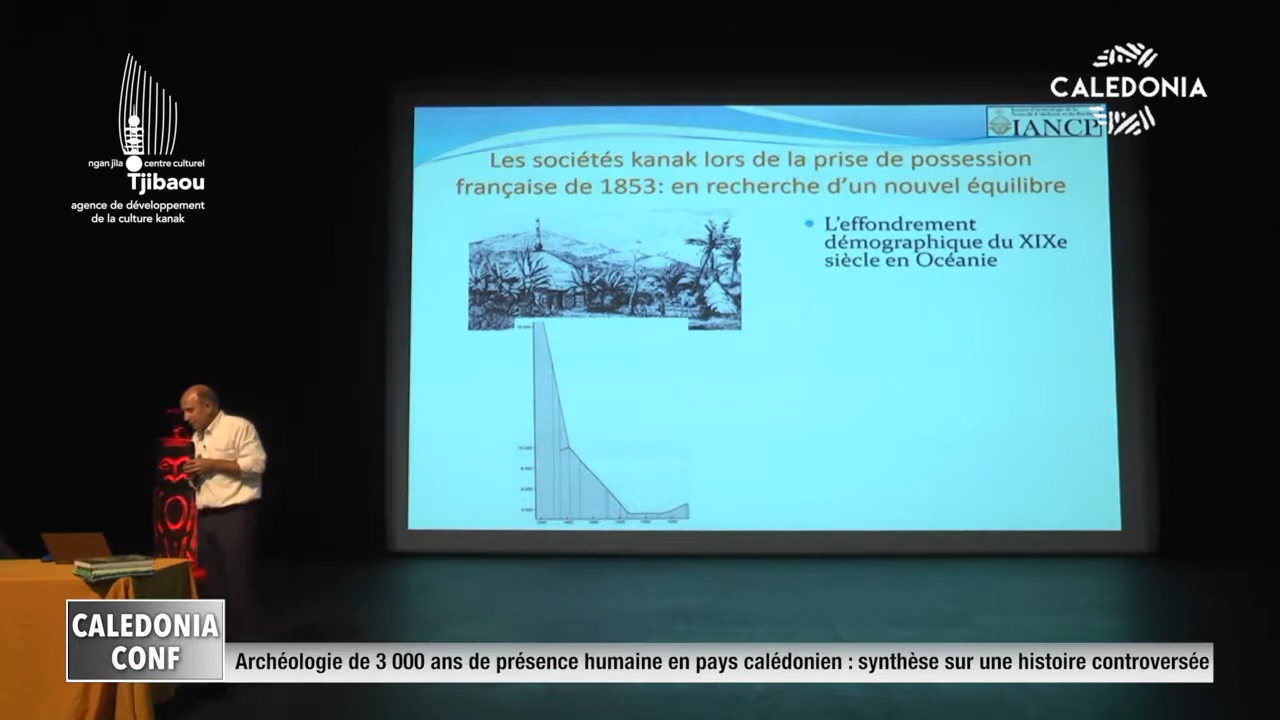 ngan jila centre culturel
Tjibaou
agence de développement
de la culture kanak
CALEDONIA
IANCP
Les sociétés kanak lors de la prise de possession
française de 1853: en recherche d'un nouvel équilibre
L'effondrement
démographique du XIXe
siècle en Océanie
CALEDONIA
CONF
Archéologie de 3 000 ans de présence humaine en pays calédonien : synthèse sur une histoire controversée